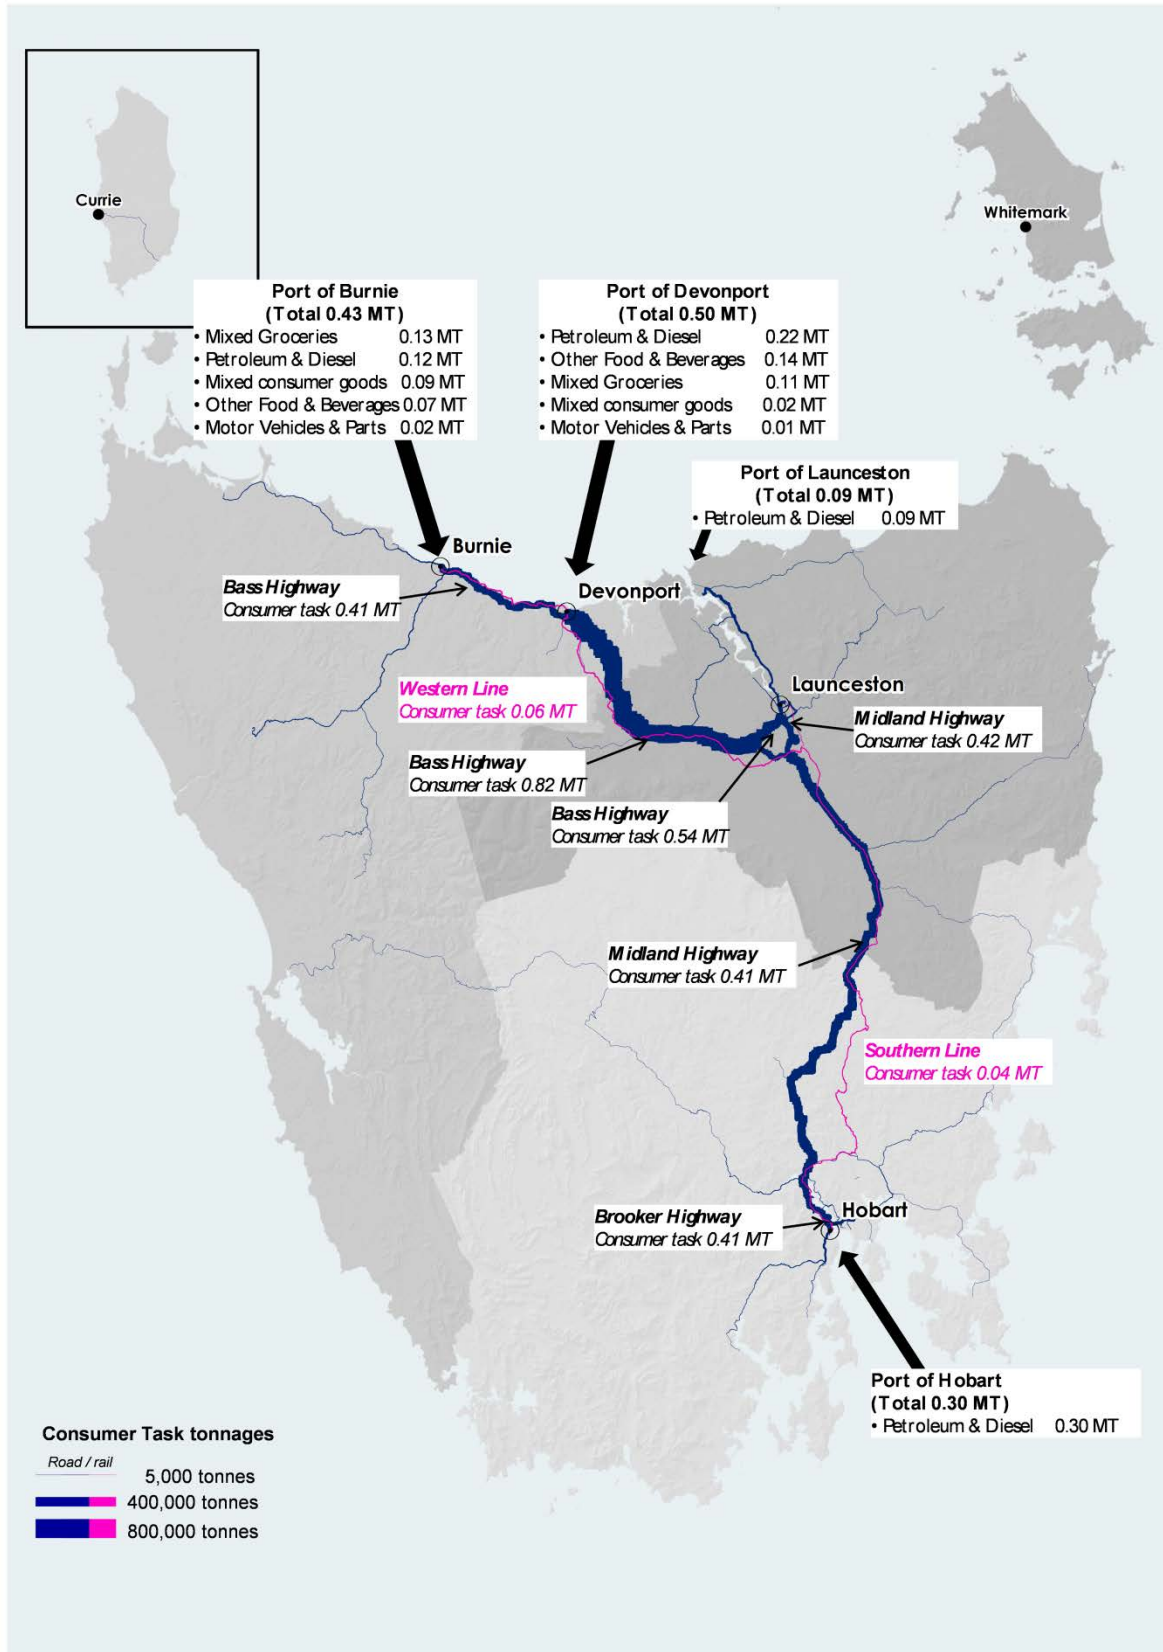 Currie
Whitemark
Port of Burnie
(Total 0.43 MT)
• Mixed Groceries 0.13 MT
• Petroleum & Diesel 0.12 MT
• Mixed consumer goods 0.09 MT
• Other Food & Beverages 0.07 MT
• Motor Vehicles & Parts 0.02 MT
Port of Devonport
(Total 0.50 MT)
• Petroleum & Diesel 0.22 MT
• Other Food & Beverages 0.14 MT
• Mixed Groceries 0.11 MT
• Mixed consumer goods 0.02 MT
• Motor Vehicles & Parts 0.01 MT
Port of Launceston
(Total 0.09 MT)
• Petroleum & Diesel 0.09 MT
Burnie
Bass Highway
Consumer task 0.41 MT
Devonport
Western Line
Consumer task 0.06 MT
Launceston
Midland Highway
Consumer task 0.42 MT
Bass Highway
Consumer task 0.82 MT
Bass Highway
Consumer task 0.54 MT
Midland Highway
Consumer task 0.41 MT
Southern Line
Consumer task 0.04 MT
Brooker Highway
Consumer task 0.41 MT
Hobart
Port of Hobart
(Total 0.30 MT)
• Petroleum & Diesel 0.30 MT
Consumer Task tonnages
Road / rail
5,000 tonnes
400,000 tonnes
800,000 tonnes